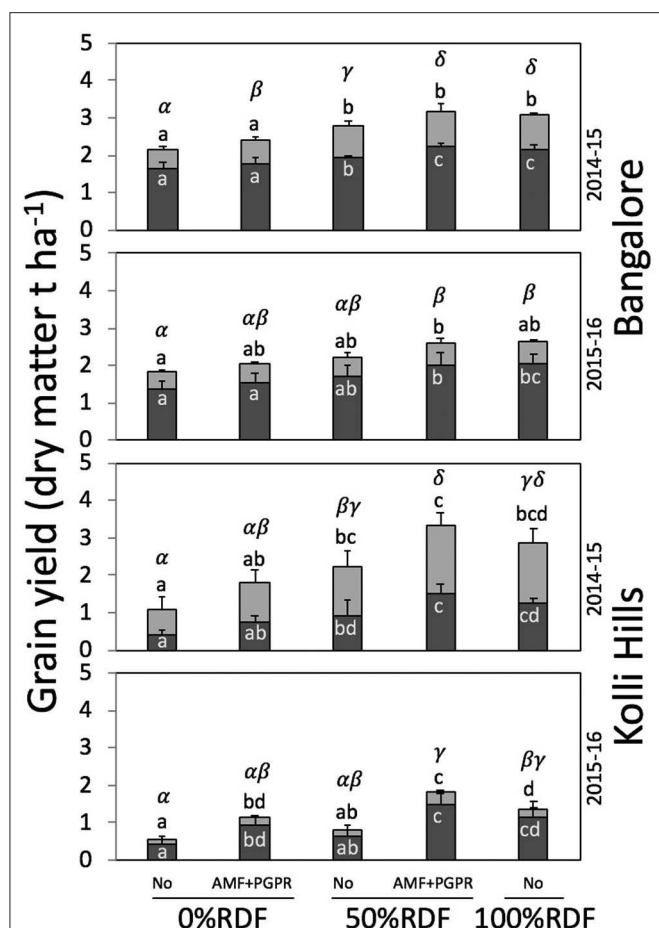 Grain yield (dry matter t ha⁻¹)
5
4
3
2
1
0
α
β
γ
δ
δ
a
a
b
b
b
a
a
b
c
c
2014-15
Bangalore
5
4
3
2
1
0
α
αβ
αβ
β
β
a
ab
ab
b
ab
a
a
ab
b
bc
2015-16
5
4
3
2
1
0
α
αβ
βγ
δ
γδ
a
ab
bc
c
bcd
a
ab
bd
c
cd
2014-15
Kolli Hills
5
4
3
2
1
0
α
αβ
αβ
γ
βγ
a
bd
ab
c
d
a
bd
ab
c
cd
2015-16
No AMF+PGPR No AMF+PGPR No
0%RDF 50%RDF 100%RDF